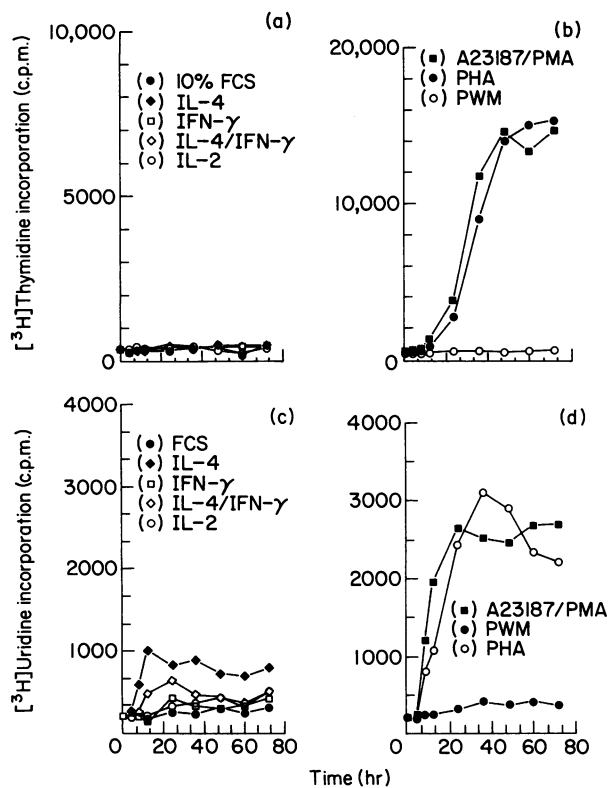 (a)
10,000
5000
0
[³H]Thymidine incorporation (c.p.m.)
(●) 10% FCS
(◆) IL-4
(□) IFN-γ
(◇) IL-4/IFN-γ
(○) IL-2
(b)
20,000
10,000
0
(■) A23187/PMA
(●) PHA
(○) PWM
(c)
4000
3000
2000
1000
0
[³H]Uridine incorporation (c.p.m.)
(●) FCS
(◆) IL-4
(□) IFN-γ
(◇) IL-4/IFN-γ
(○) IL-2
0 20 40 60 80
(d)
4000
3000
2000
1000
(■) A23187/PMA
(●) PWM
(○) PHA
0 20 40 60 80
Time (hr)